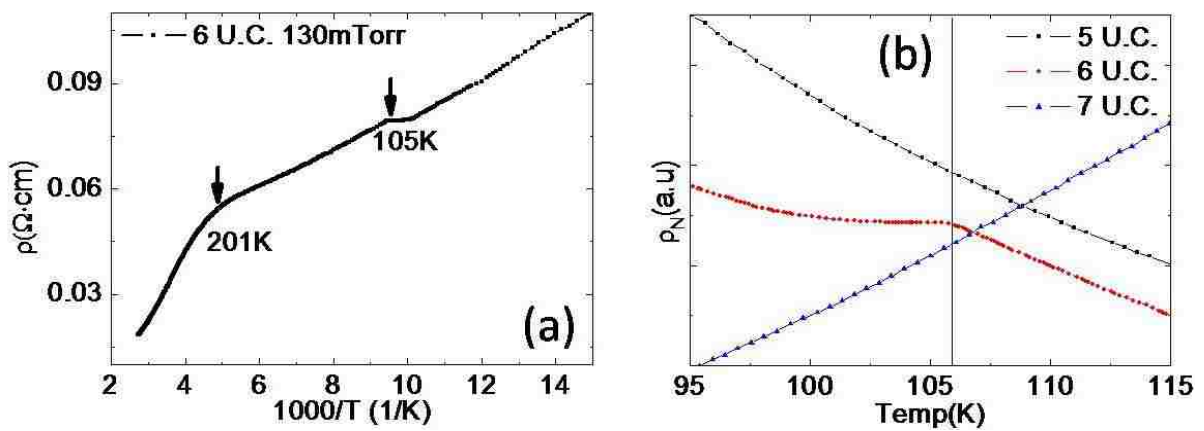 6 U.C. 130mTorr
(a)
105K
201K
0.09
0.06
0.03
ρ(Ω·cm)
2 4 6 8 10 12 14
1000/T (1/K)
(b)
5 U.C.
6 U.C.
7 U.C.
ρN(a.u)
95 100 105 110 115
Temp(K)